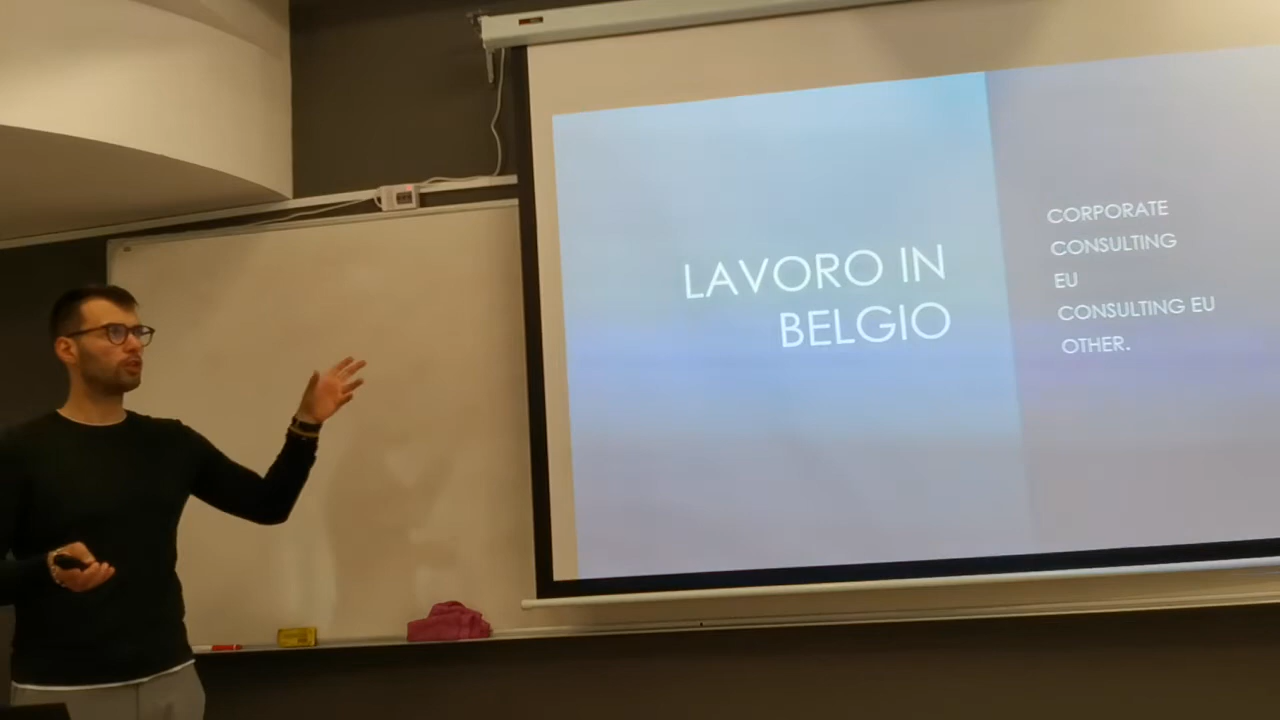 LAVORO IN
BELGIO
CORPORATE
CONSULTING
EU
CONSULTING EU
OTHER.